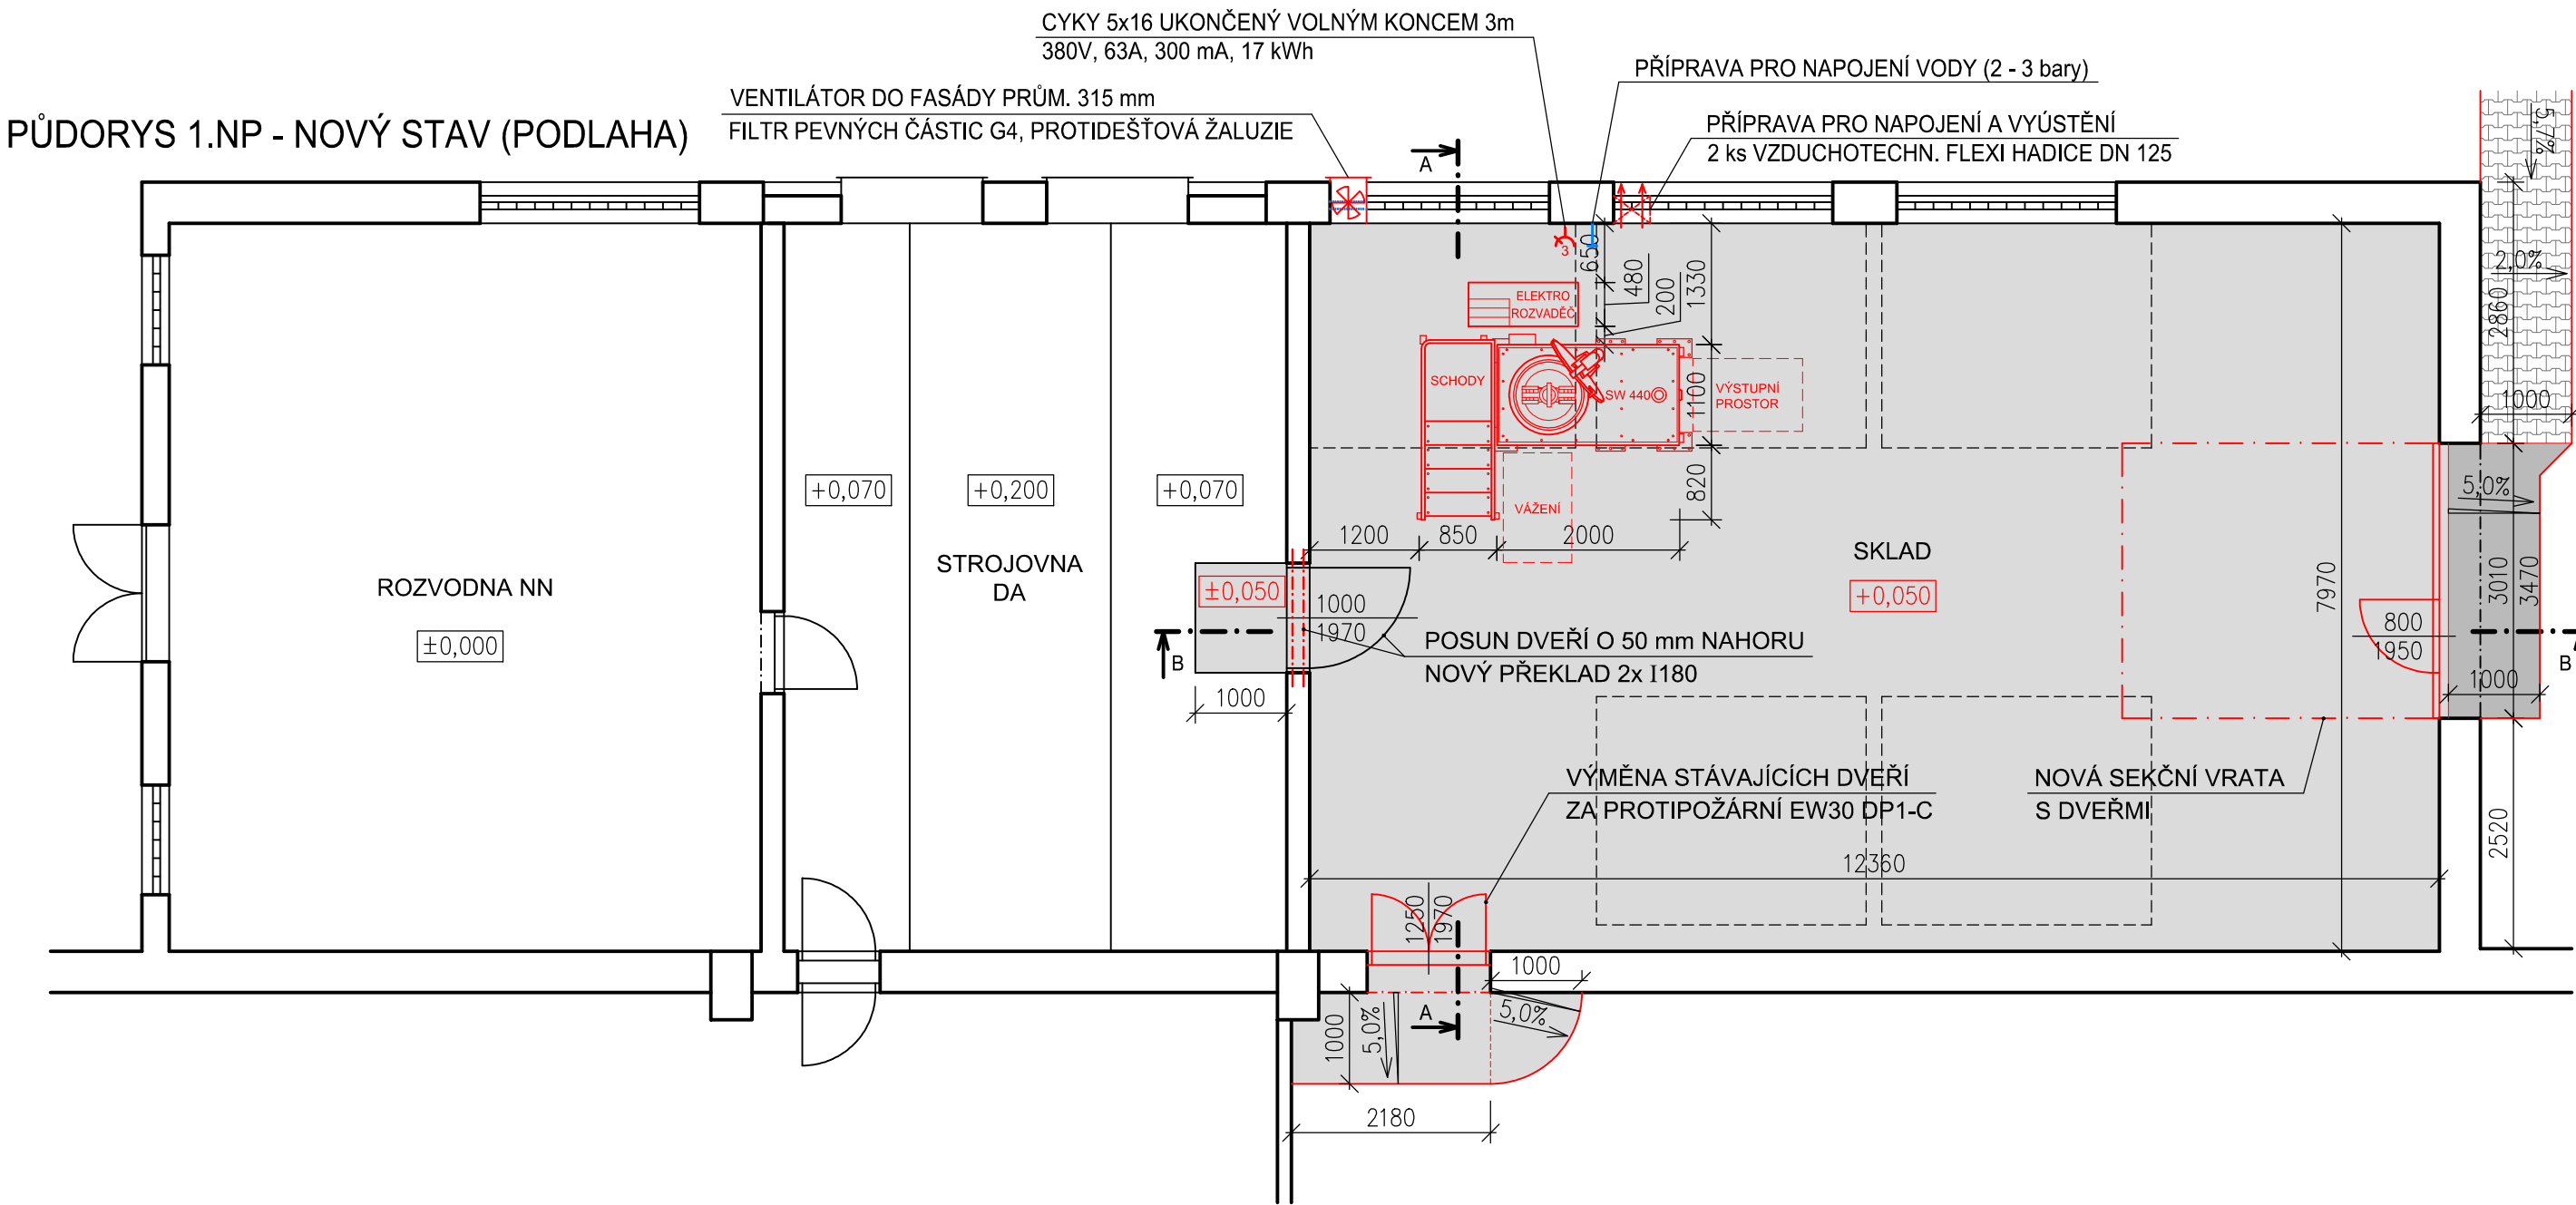 CYKY 5x16 UKONČENÝ VOLNÝM KONCEM 3m
380V, 63A, 300 mA, 17 kWh
PŘÍPRAVA PRO NAPOJENÍ VODY (2 - 3 bary)
VENTILÁTOR DO FASÁDY PRŮM. 315 mm
FILTR PEVNÝCH ČÁSTIC G4, PROTIDEŠŤOVÁ ŽALUZIE
PŮDORYS 1.NP - NOVÝ STAV (PODLAHA)
PŘÍPRAVA PRO NAPOJENÍ A VYÚSTĚNÍ
2 ks VZDUCHOTECHN. FLEXI HADICE DN 125
A
5,7%
3
650
480
200
1330
2,0%
2860
ELEKTRO
ROZVADĚČ
SCHODY
SW 440
VÝSTUPNÍ
PROSTOR
1100
1000
820
VÁŽENÍ
+0,070
+0,200
+0,070
5,0%
1200
850
2000
STROJOVNA
DA
SKLAD
ROZVODNA NN
±0,000
±0,050
+0,050
7970
3010
3470
1000
1970
800
1950
POSUN DVEŘÍ O 50 mm NAHORU
NOVÝ PŘEKLAD 2x I180
B
B
1000
1000
VÝMĚNA STÁVAJÍCÍCH DVEŘÍ
ZA PROTIPOŽÁRNÍ EW30 DP1-C
NOVÁ SEKČNÍ VRATA
S DVEŘMI
2520
12360
1250
1970
1000
A
5,0%
5,0%
1000
2180